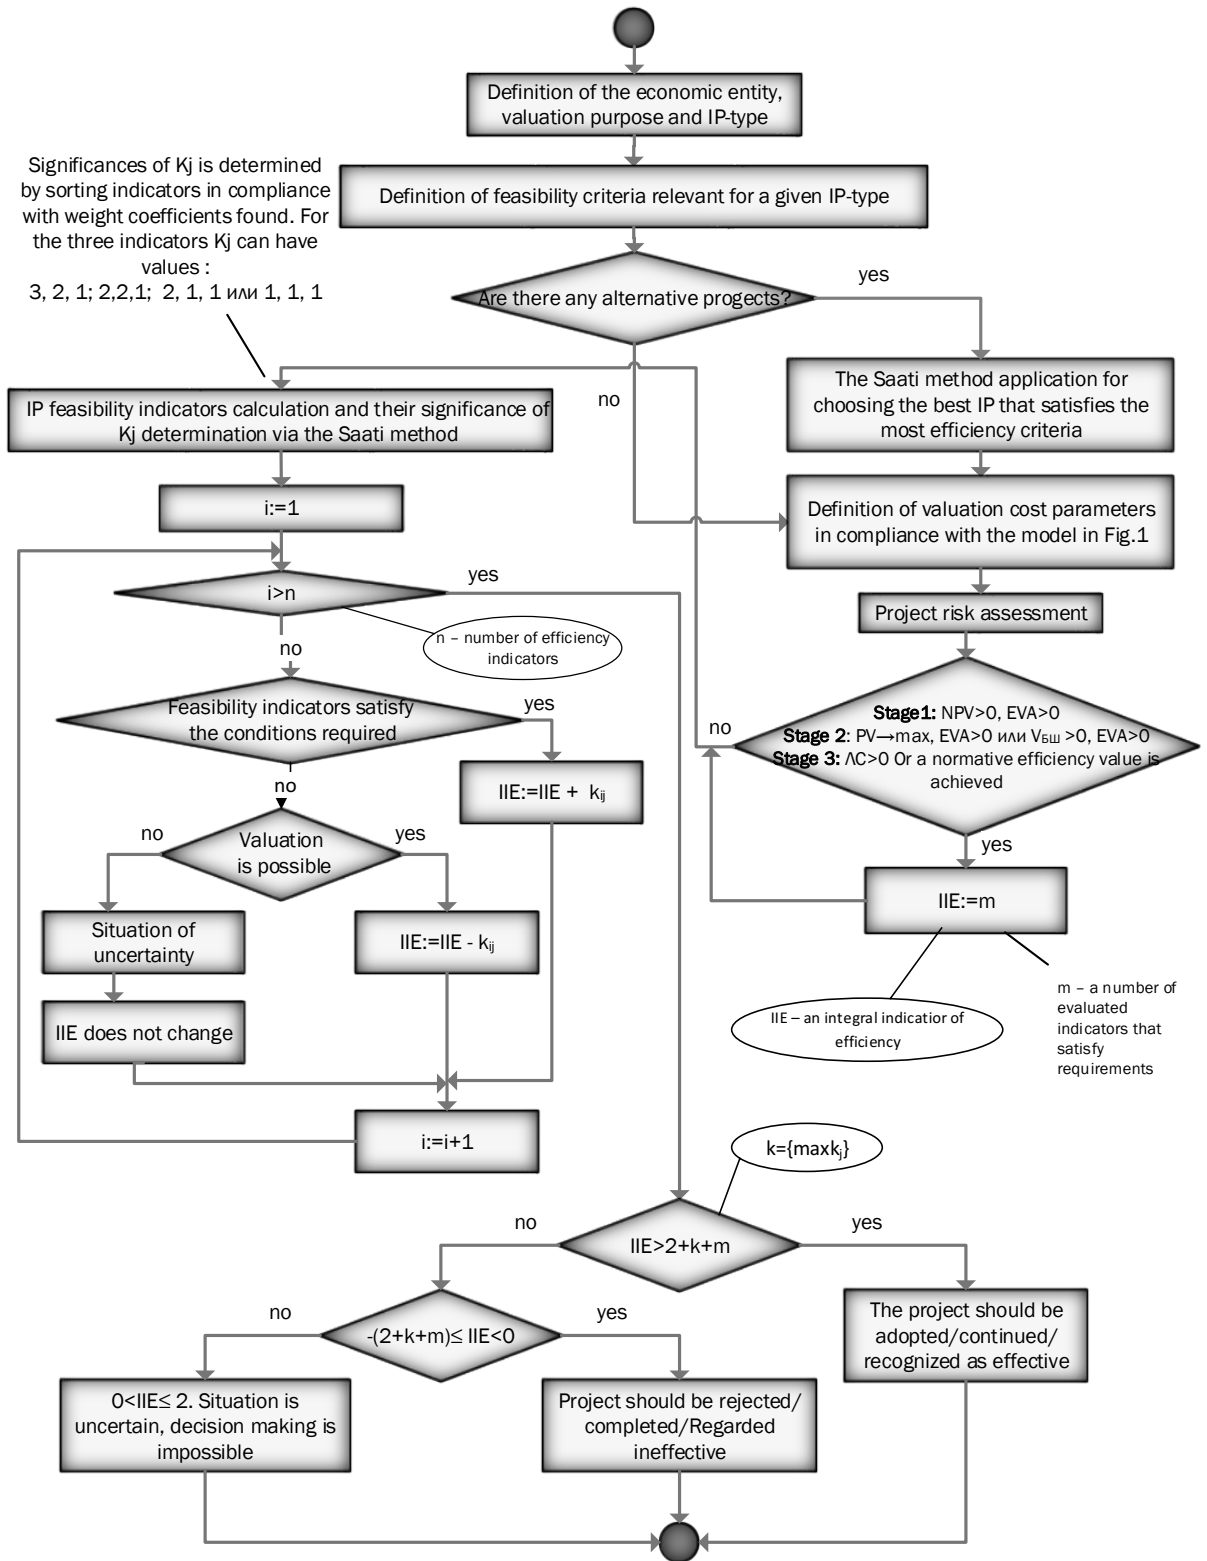 Definition of the economic entity,
valuation purpose and IP-type
Significances of Kj is determined
by sorting indicators in compliance
with weight coefficients found. For
the three indicators Kj can have
values :
3, 2, 1; 2,2,1; 2, 1, 1 или 1, 1, 1
Definition of feasibility criteria relevant for a given IP-type
Are there any alternative progects?
yes
no
The Saati method application for
choosing the best IP that satisfies the
most efficiency criteria
IP feasibility indicators calculation and their significance of
Kj determination via the Saati method
Definition of valuation cost parameters
in compliance with the model in Fig.1
i:=1
i>n
yes
no
n – number of efficiency
indicators
Project risk assessment
Feasibility indicators satisfy
the conditions required
yes
no
Stage1: NPV>0, EVA>0
Stage 2: PV→max, EVA>0 или VБШ >0, EVA>0
Stage 3: ΛC>0 Or a normative efficiency value is
achieved
no
yes
IIE:=IIE + kij
Valuation
is possible
no
yes
IIE:=m
Situation of
uncertainty
IIE:=IIE - kij
IIE does not change
IIE – an integral indicatior of
efficiency
m – a number of
evaluated
indicators that
satisfy
requirements
i:=i+1
k={maxkj}
IIE>2+k+m
no
yes
-(2+k+m)≤ IIE<0
no
yes
The project should be
adopted/continued/
recognized as effective
0<IIE≤ 2. Situation is
uncertain, decision making is
impossible
Project should be rejected/
completed/Regarded
ineffective